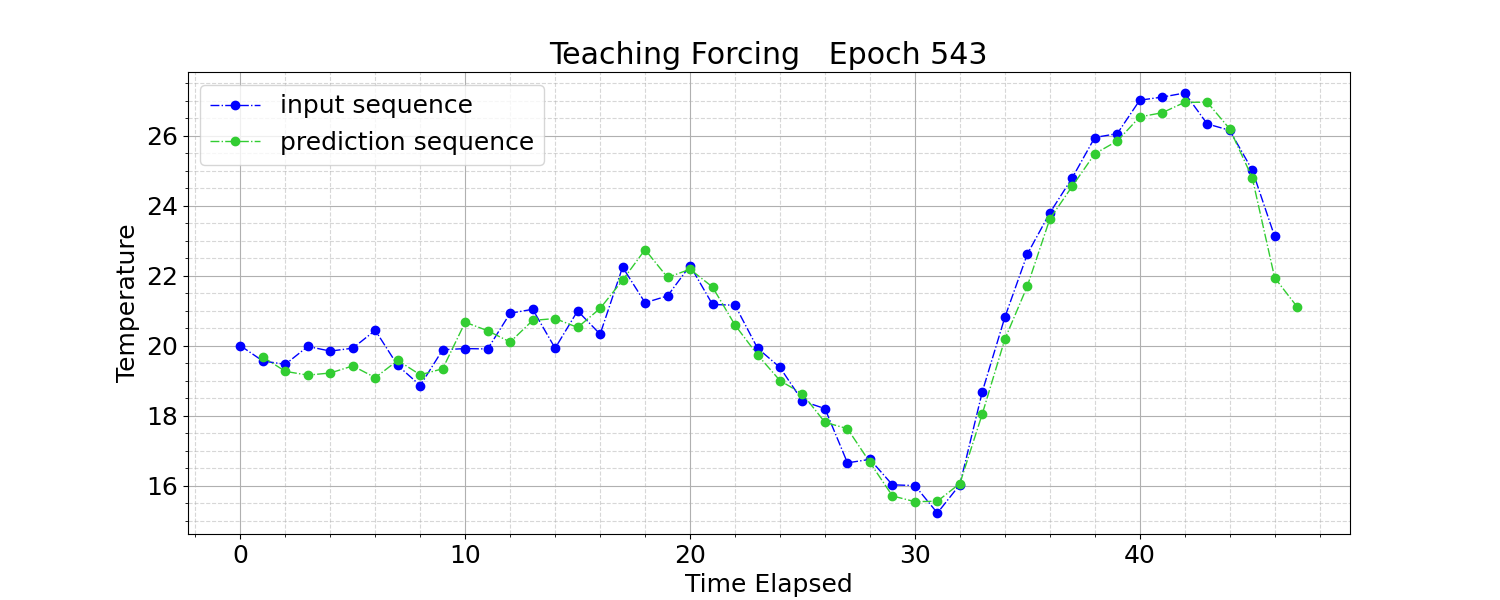 Teaching Forcing   Epoch 543
input sequence
prediction sequence
26
24
22
20
18
16
Temperature
0 10 20 30 40
Time Elapsed